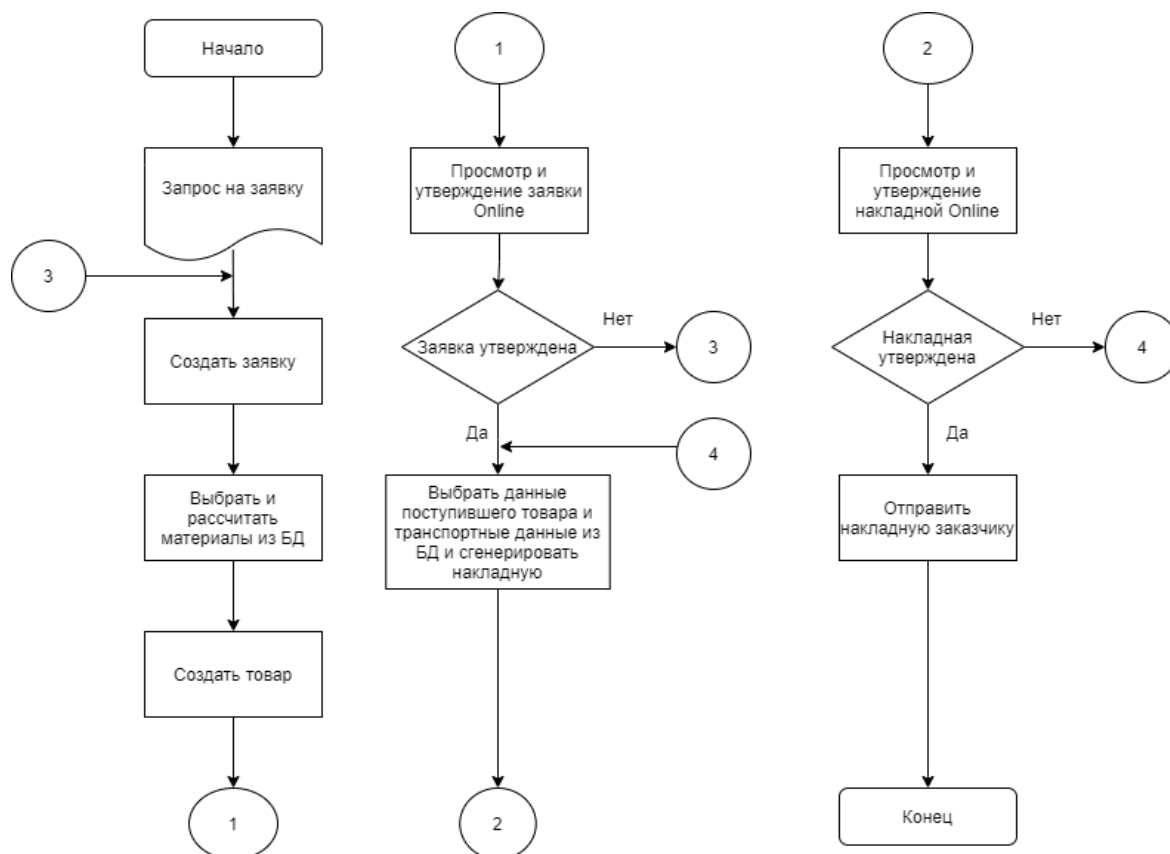 Начало
Запрос на заявку
3
Создать заявку
Выбрать и
рассчитать
материалы из БД
Создать товар
1
1
Просмотр и
утверждение заявки
Online
Заявка утверждена
Нет
3
Да
4
Выбрать данные
поступившего товара и
транспортные данные из
БД и сгенерировать
накладную
2
2
Просмотр и
утверждение
накладной Online
Накладная
утверждена
Нет
4
Да
Отправить
накладную заказчику
Конец